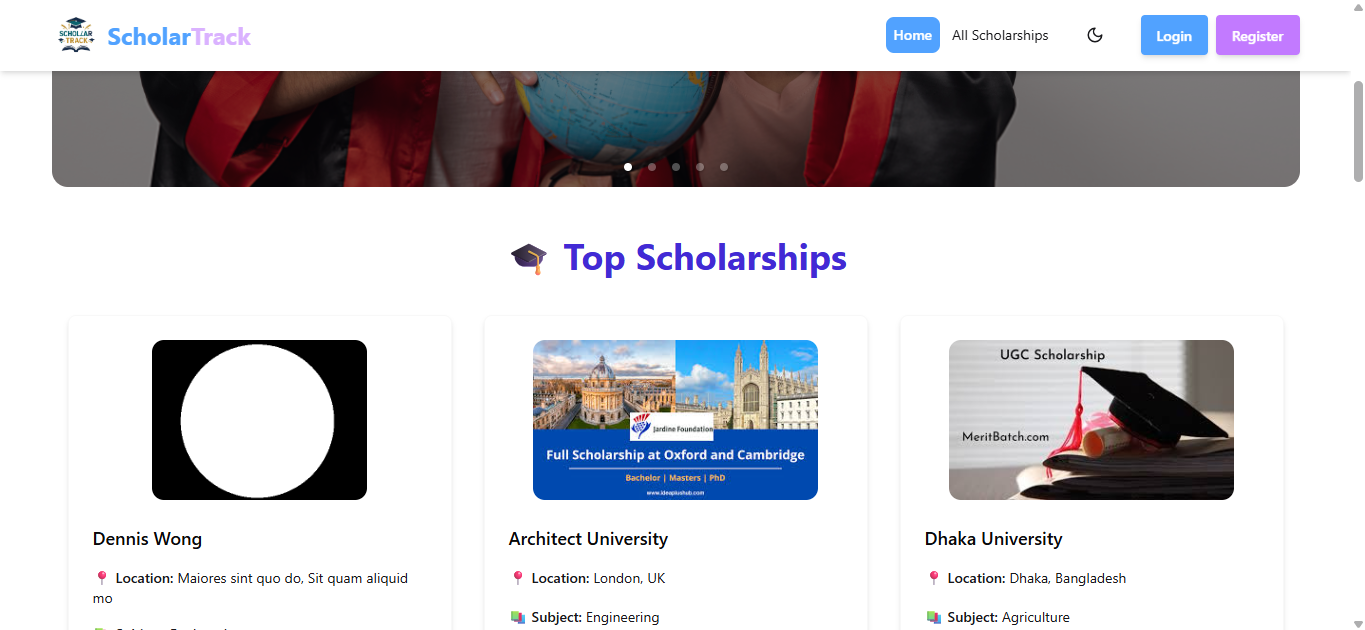 SCHOLLAR
TRACK
ScholarTrack
Home
All Scholarships
Login
Register
Top Scholarships
Jardine Foundation
Full Scholarship at Oxford and Cambridge
Bachelor | Masters | PhD
www.ideaplushub.com
UGC Scholarship
MeritBatch.com
Dennis Wong
Location: Maiores sint quo do, Sit quam aliquid
mo
Architect University
Location: London, UK
Subject: Engineering
Dhaka University
Location: Dhaka, Bangladesh
Subject: Agriculture